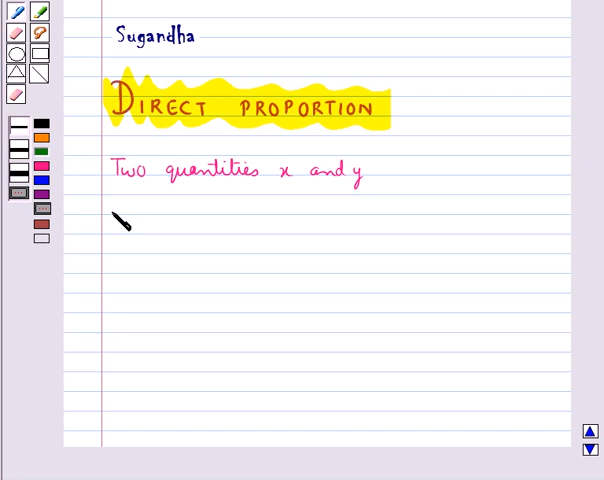 Sugandha
DIRECT PROPORTION
Two quantities x and y